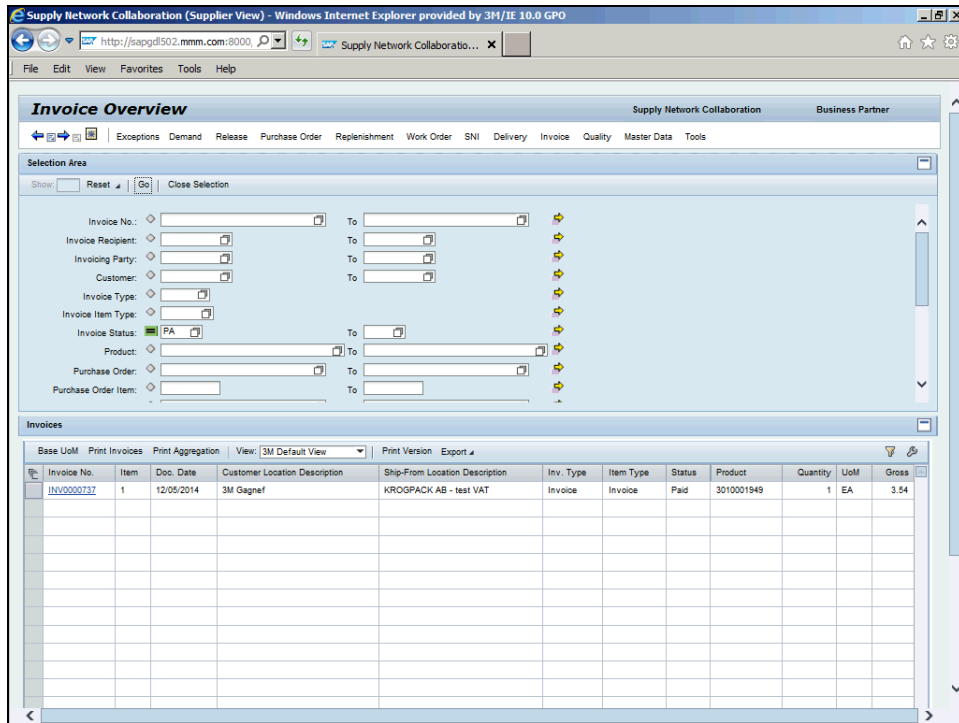 Supply Network Collaboration (Supplier View) - Windows Internet Explorer provided by 3M/IE 10.0 GPO
http://sapgdl502.mmm.com:8000, Supply Network Collaboratio...
File Edit View Favorites Tools Help
Invoice Overview Supply Network Collaboration Business Partner
Exceptions Demand Release Purchase Order Replenishment Work Order SNI Delivery Invoice Quality Master Data Tools
Selection Area
Show: Reset Go Close Selection
Invoice No.: To
Invoice Recipient: To
Invoicing Party: To
Customer: To
Invoice Type:
Invoice Item Type:
Invoice Status: PA To
Product: To
Purchase Order: To
Purchase Order Item: To
Invoices
Base UoM Print Invoices Print Aggregation View: 3M Default View Print Version Export
Invoice No. Item Doc. Date Customer Location Description Ship-From Location Description Inv. Type Item Type Status Product Quantity UoM Gross
INV0000737 1 12/05/2014 3M Gagnef KROGPACK AB - test VAT Invoice Invoice Paid 3010001949 1 EA 3.54